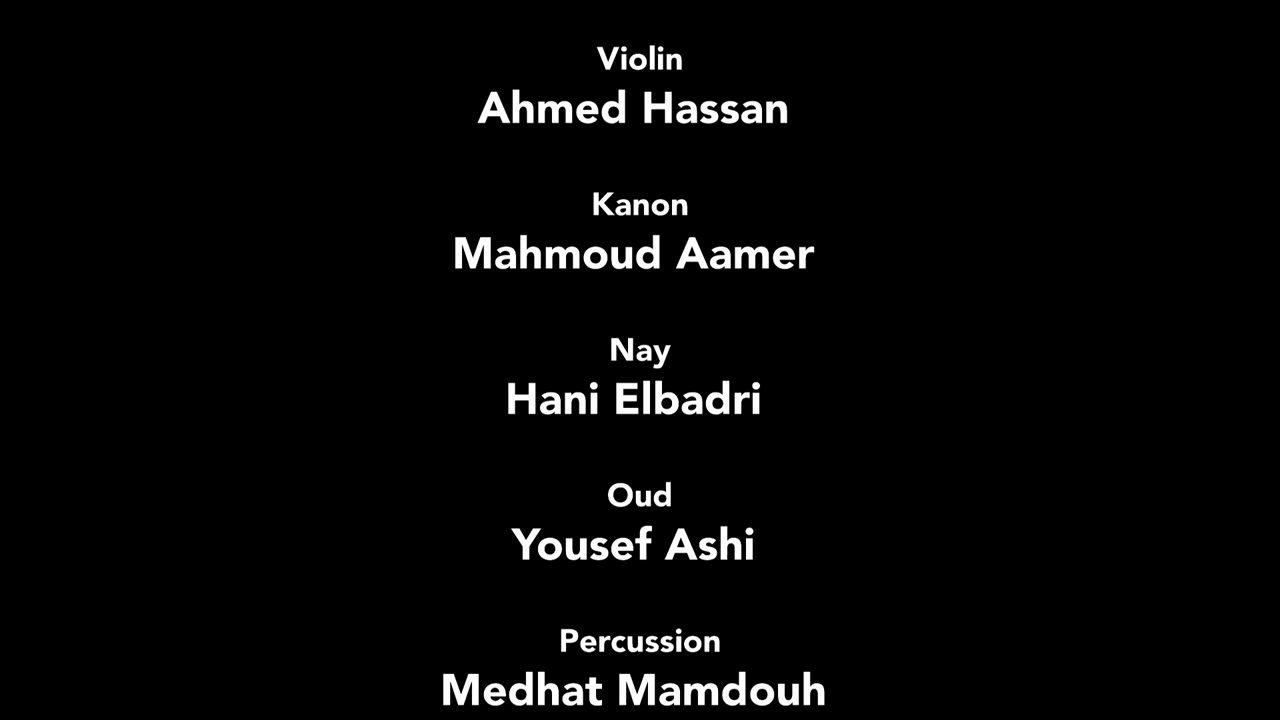 Violin
Ahmed Hassan
Kanon
Mahmoud Aamer
Nay
Hani Elbadri
Oud
Yousef Ashi
Percussion
Medhat Mamdouh